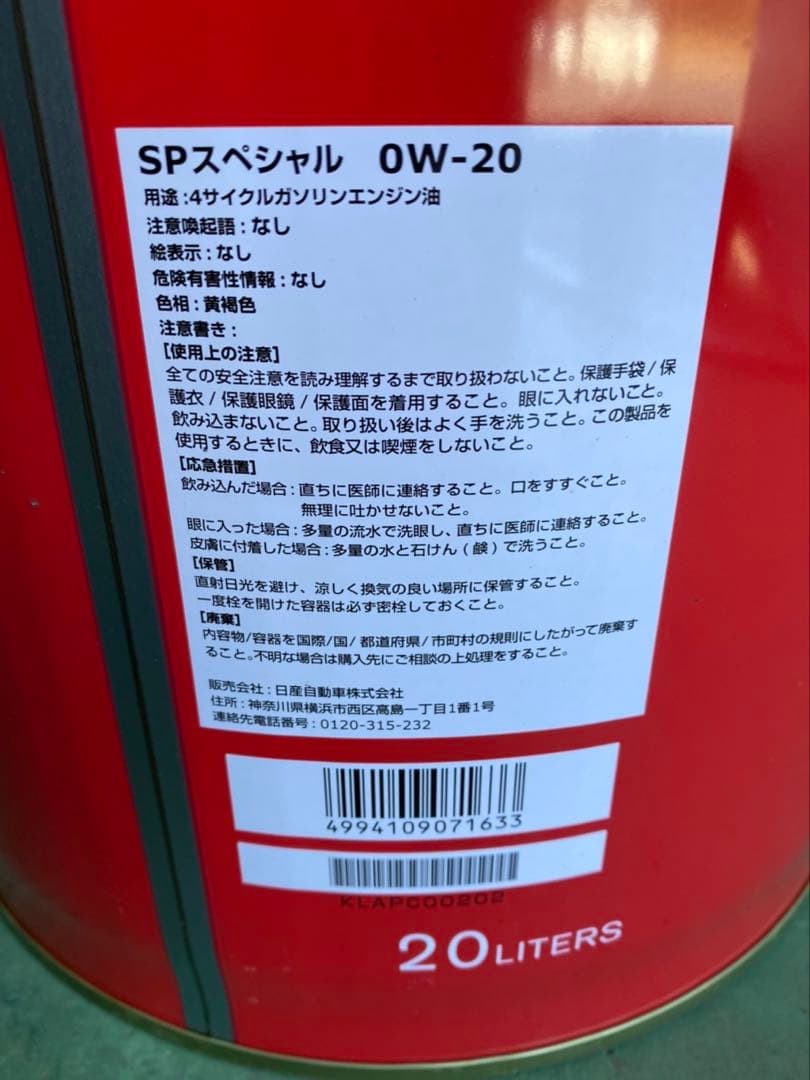 SPスペシャル 0W-20
用途:4サイクルガソリンエンジン油
注意喚起語:なし
絵表示:なし
危険有害性情報:なし
色相:黄褐色
注意書き:
[使用上の注意]
全ての安全注意を読み理解するまで取り扱わないこと。保護手袋/保
護衣/保護眼鏡/保護面を着用すること。眼に入れないこと。
飲み込まないこと。取り扱い後はよく手を洗うこと。この製品を
使用するときに、飲食又は喫煙をしないこと。
[応急措置]
飲み込んだ場合:直ちに医師に連絡すること。口をすすぐこと。
無理に吐かせないこと。
眼に入った場合:多量の流水で洗眼し、直ちに医師に連絡すること。
皮膚に付着した場合:多量の水と石けん(鹸)で洗うこと。
[保管]
直射日光を避け、涼しく換気の良い場所に保管すること。
一度栓を開けた容器は必ず密栓しておくこと。
[廃棄]
内容物/容器を国際/国/都道府県/市町村の規則にしたがって廃棄す
ること。不明な場合は購入先にご相談の上処理をすること。
販売会社:日産自動車株式会社
住所:神奈川県横浜市西区高島一丁目1番1号
連絡先電話番号:0120-315-232
4994109071633
KLAPC00202
20 LITERS